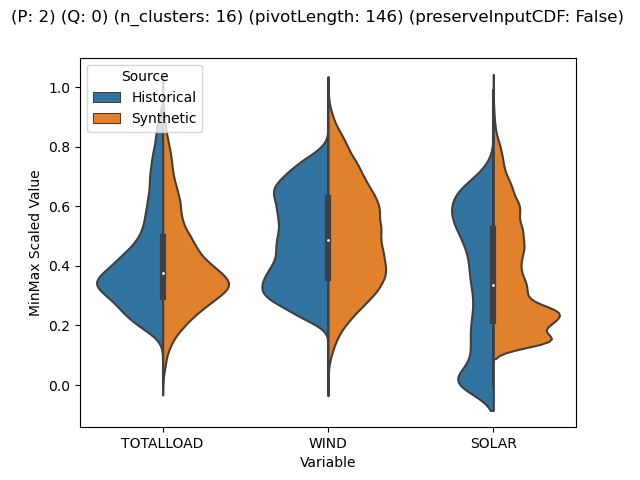 (P: 2) (Q: 0) (n_clusters: 16) (pivotLength: 146) (preserveInputCDF: False)
Source
Historical
Synthetic
1.0
0.8
0.6
0.4
0.2
0.0
MinMax Scaled Value
TOTALLOAD WIND SOLAR
Variable